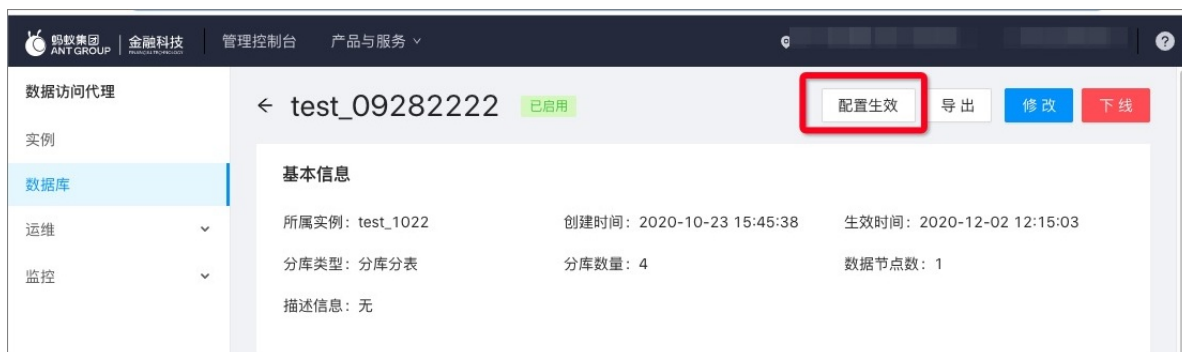 蚂蚁集团 ANT GROUP 金融科技 FINANCIAL TECHNOLOGY 管理控制台 产品与服务
数据访问代理
← test_09282222 已启用 配置生效 导出 修改 下线
实例
数据库
运维
监控
基本信息
所属实例：test_1022 创建时间：2020-10-23 15:45:38 生效时间：2020-12-02 12:15:03
分库类型：分库分表 分库数量：4 数据节点数：1
描述信息：无